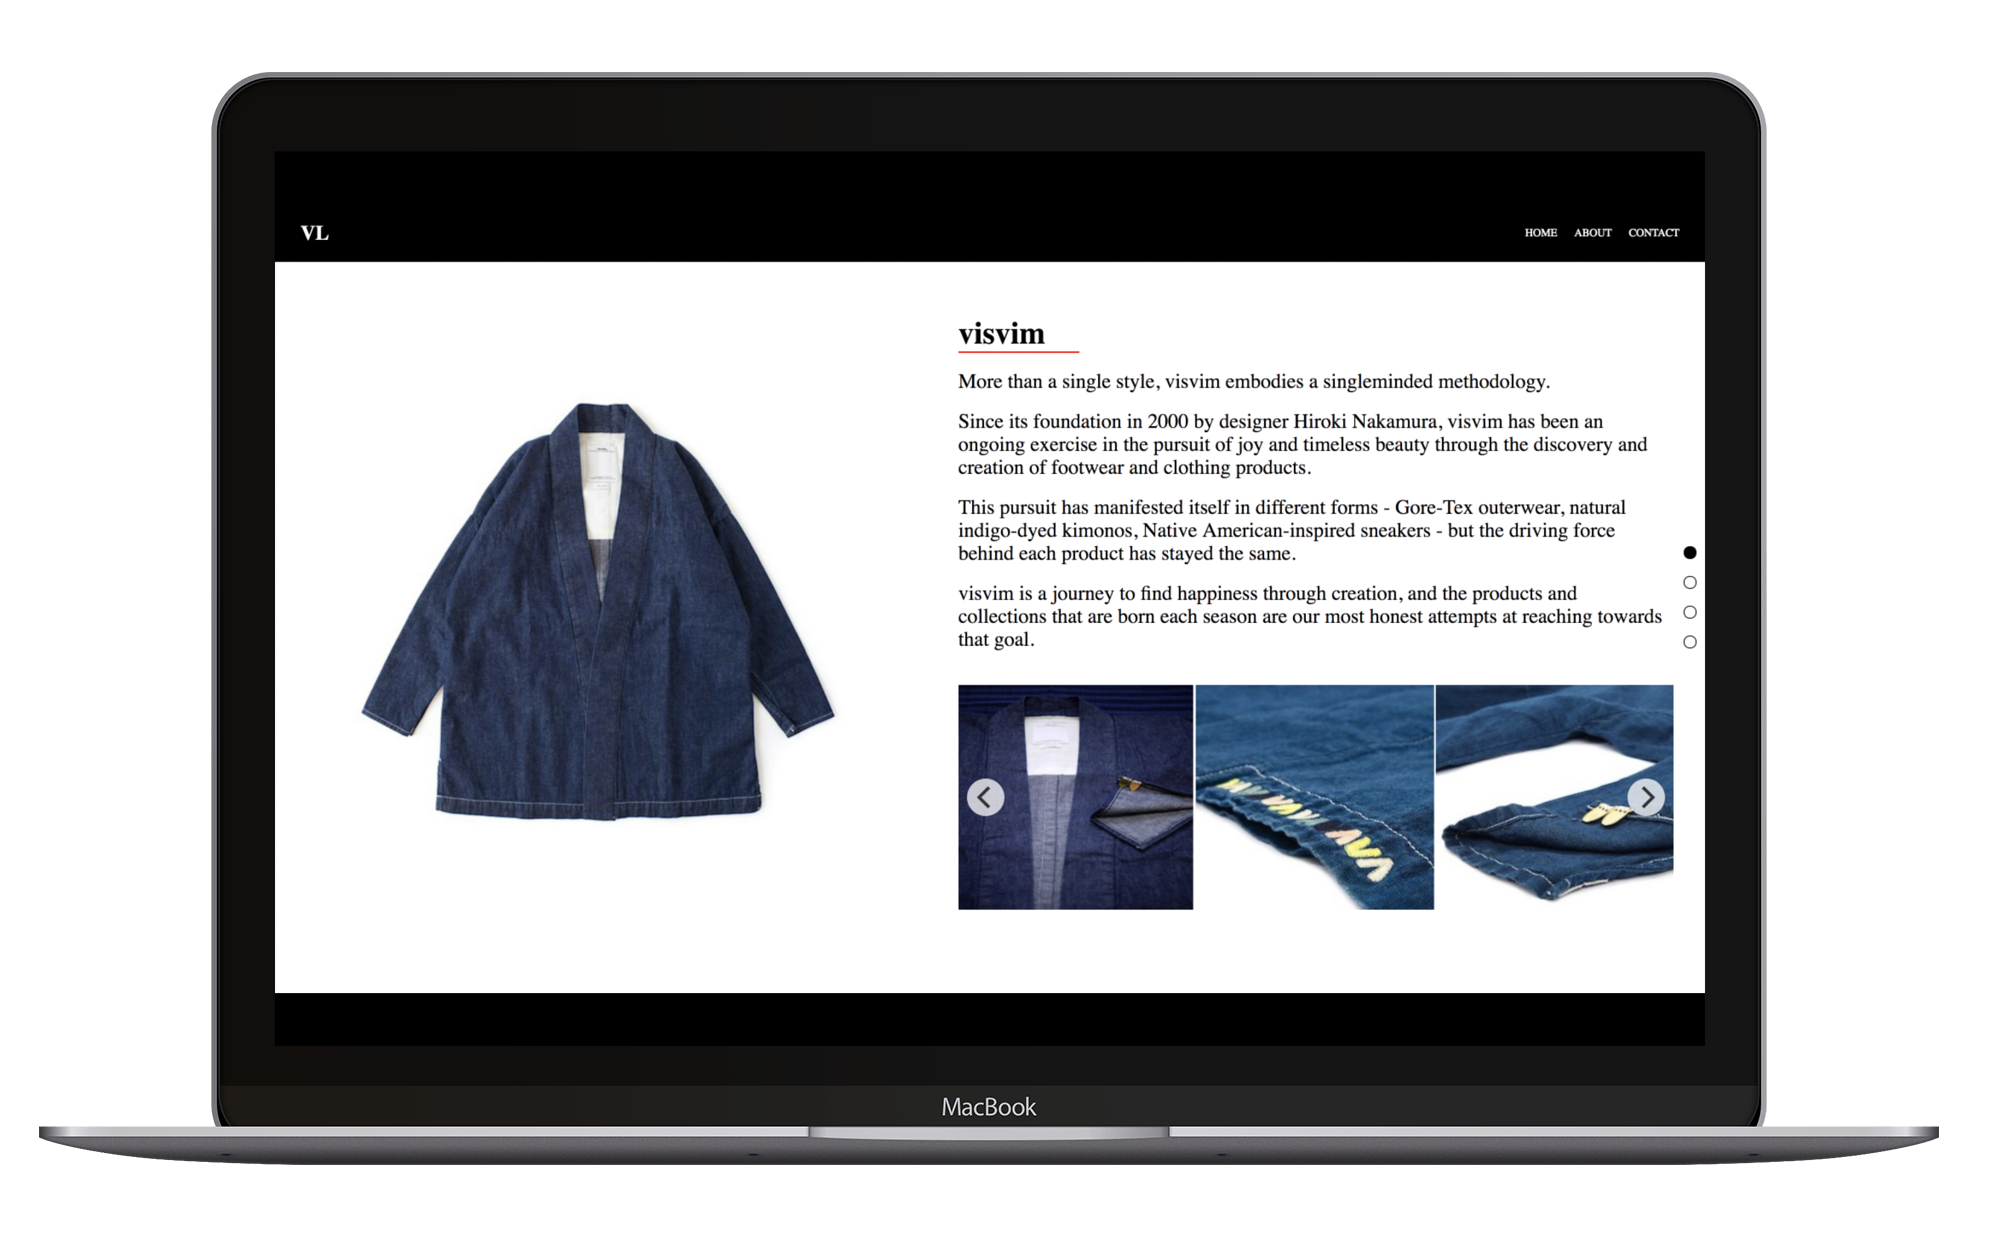 VL
HOME ABOUT CONTACT
visvim
More than a single style, visvim embodies a singleminded methodology.
Since its foundation in 2000 by designer Hiroki Nakamura, visvim has been an
ongoing exercise in the pursuit of joy and timeless beauty through the discovery and
creation of footwear and clothing products.
This pursuit has manifested itself in different forms - Gore-Tex outerwear, natural
indigo-dyed kimonos, Native American-inspired sneakers - but the driving force
behind each product has stayed the same.
visvim is a journey to find happiness through creation, and the products and
collections that are born each season are our most honest attempts at reaching towards
that goal.
MacBook